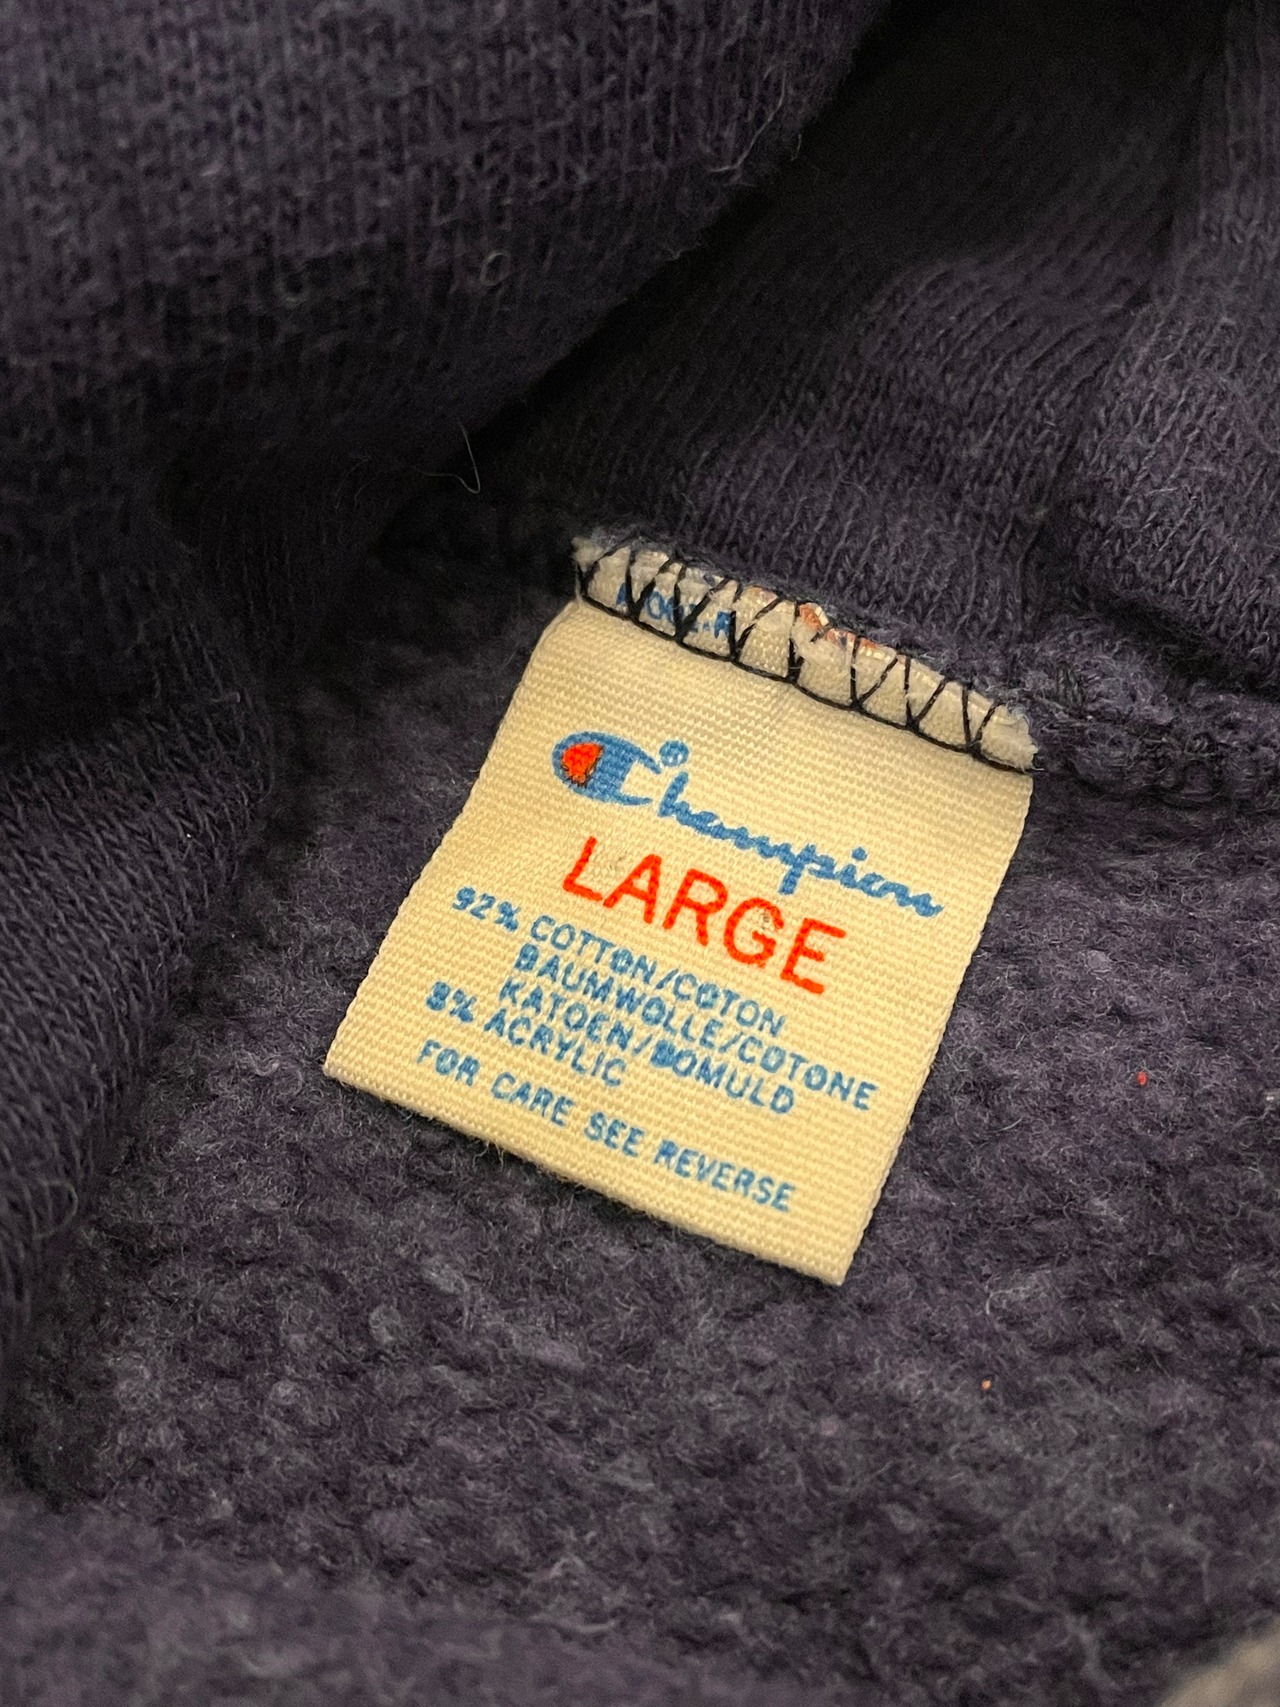 Champion®
LARGE
92% COTTON/COTON
BAUMWOLLE/COTONE
KATOEN/BOMULD
8% ACRYLIC
FOR CARE SEE REVERSE